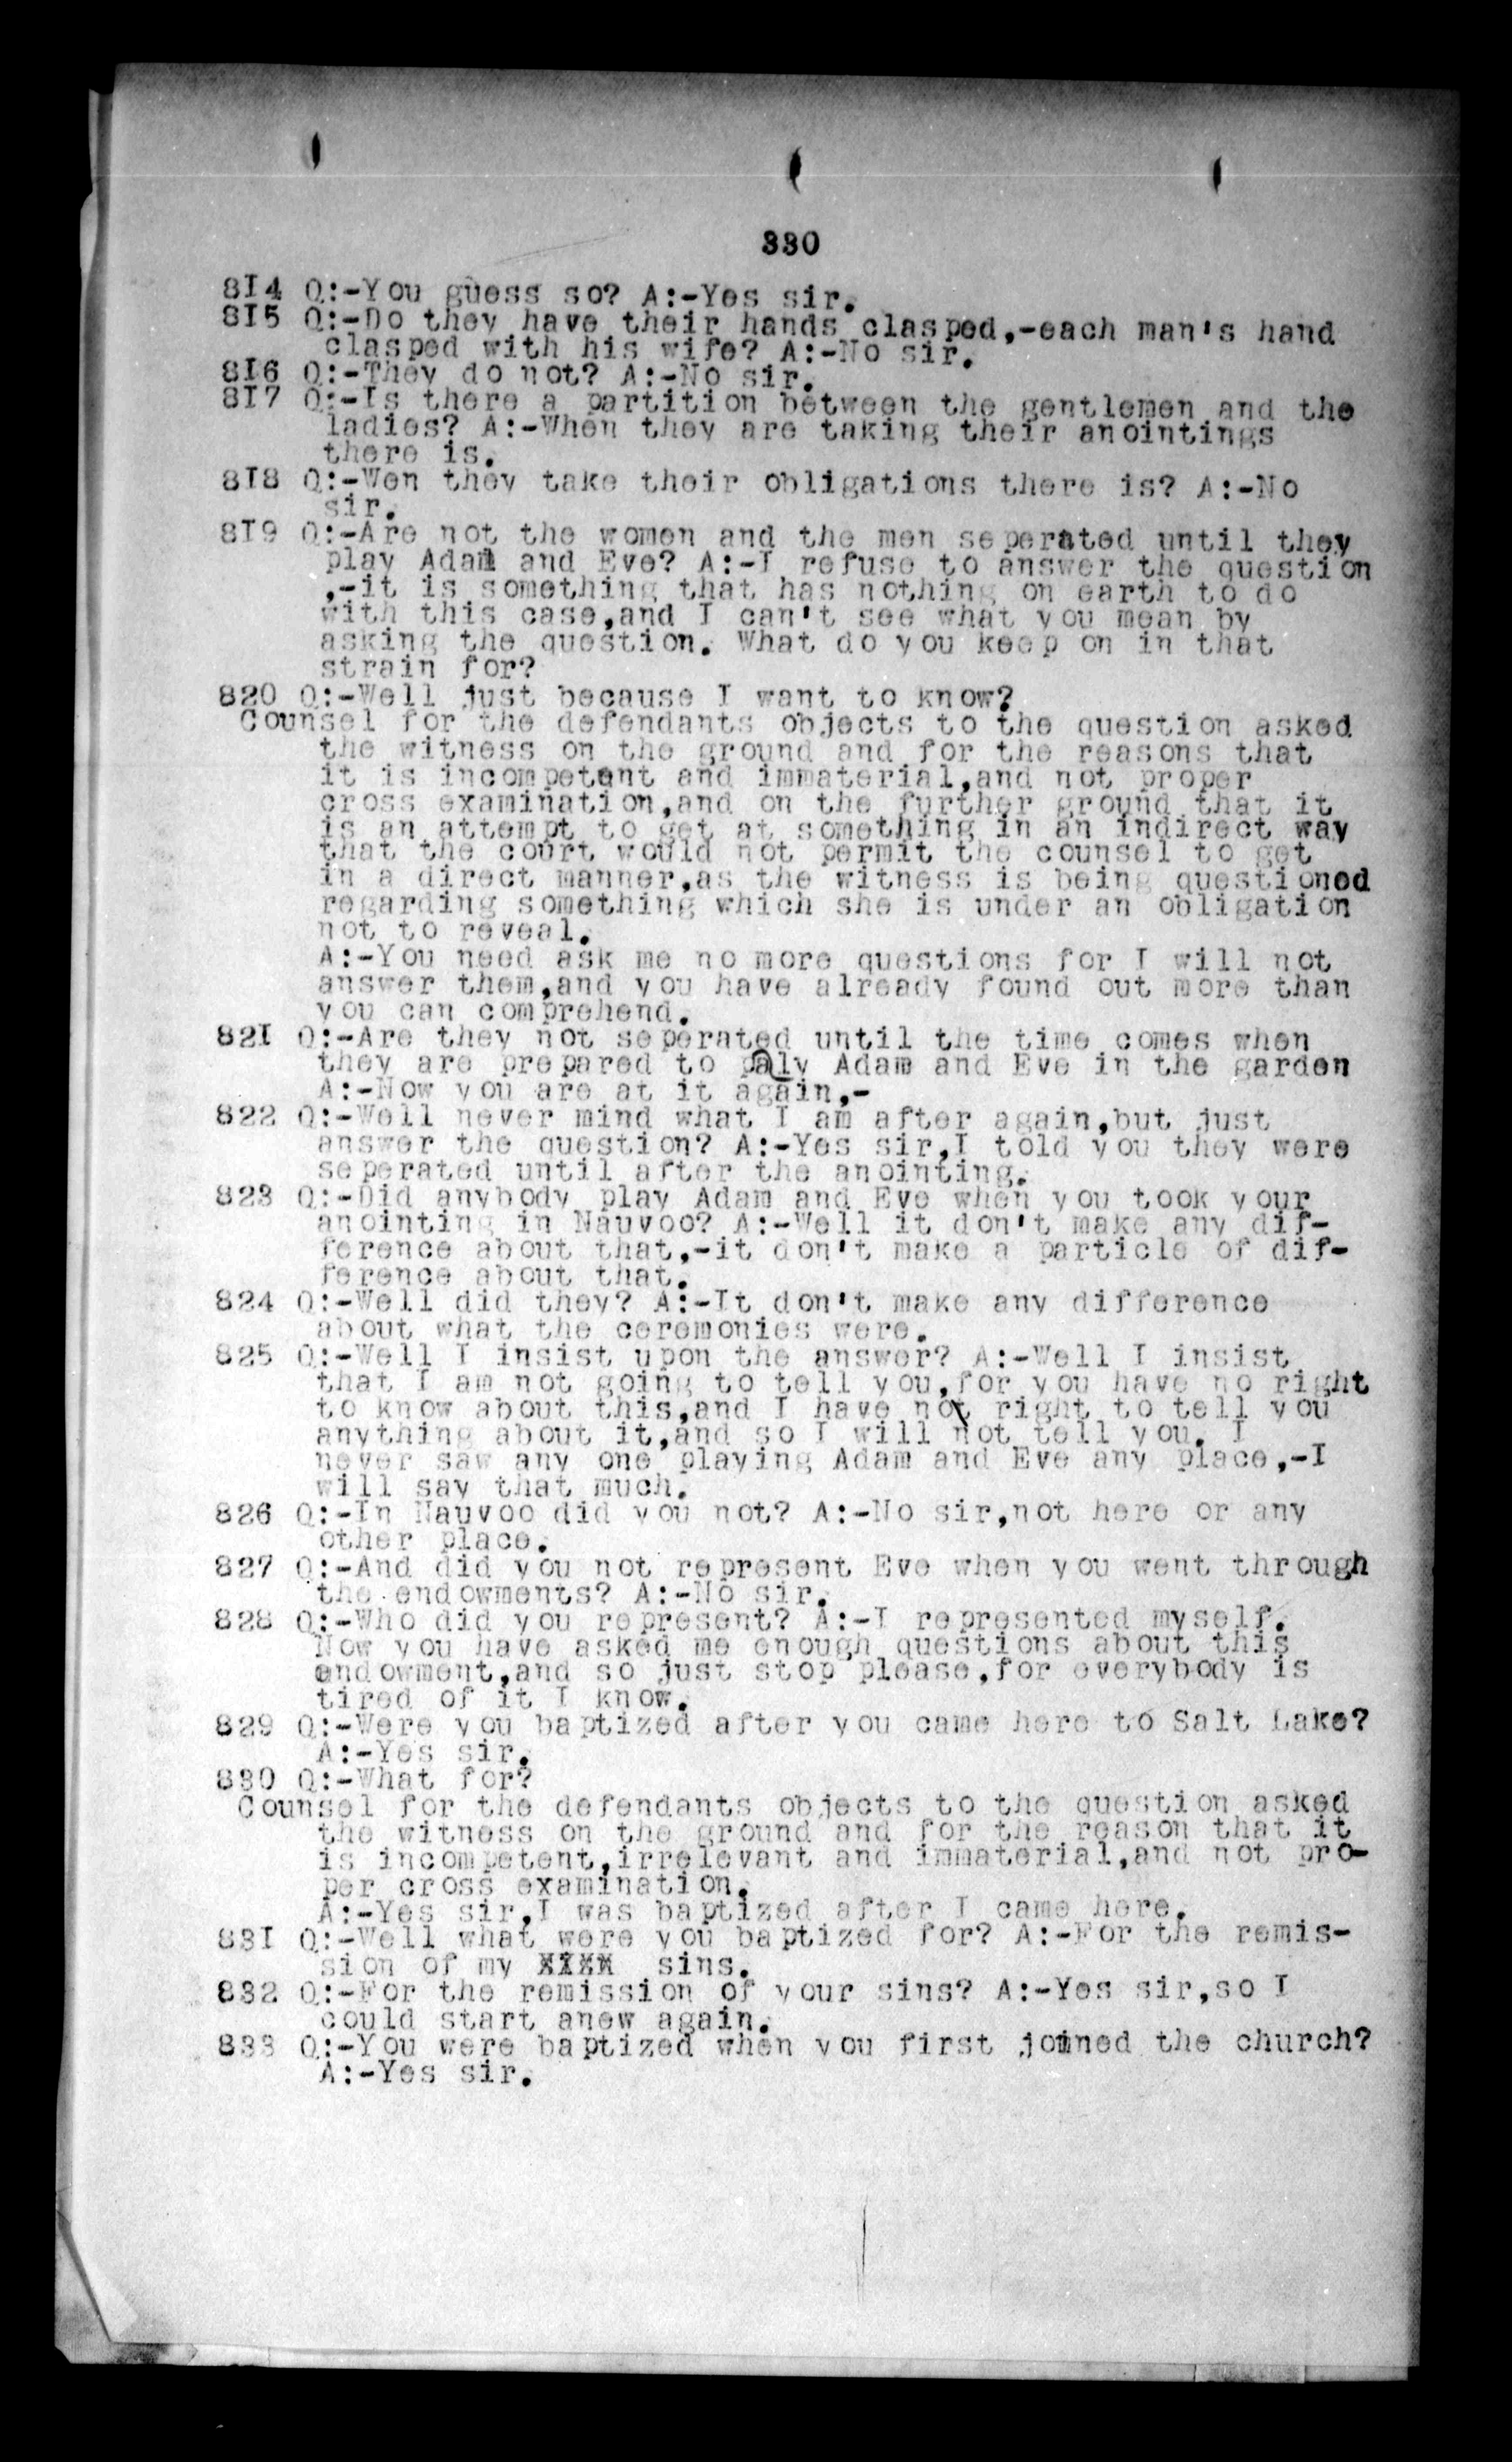 330
814 Q:-You guess so? A:-Yes sir.
815 Q:-Do they have their hands clasped,-each man's hand
clasped with his wife? A:-No sir.
816 Q:-They do not? A:-No sir.
817 Q:-Is there a partition between the gentlemen and the
ladies? A:-When they are taking their anointings
there is.
818 Q:-Wen they take their obligations there is? A:-No
sir.
819 Q:-Are not the women and the men seperated until they
play Adam and Eve? A:-I refuse to answer the question
,-it is something that has nothing on earth to do
with this case,and I can't see what you mean by
asking the question. What do you keep on in that
strain for?
820 Q:-Well just because I want to know?
Counsel for the defendants objects to the question asked
the witness on the ground and for the reasons that
it is incompetent and immaterial,and not proper
cross examination,and on the further ground that it
is an attempt to get at something in an indirect way
that the court would not permit the counsel to get
in a direct manner,as the witness is being questioned
regarding something which she is under an obligation
not to reveal.
A:-You need ask me no more questions for I will not
answer them,and you have already found out more than
you can comprehend.
821 Q:-Are they not seperated until the time comes when
they are prepared to paly Adam and Eve in the garden
A:-Now you are at it again,-
822 Q:-Well never mind what I am after again,but just
answer the question? A:-Yes sir,I told you they were
seperated until after the anointing.
823 Q:-Did anybody play Adam and Eve when you took your
anointing in Nauvoo? A:-Well it don't make any dif-
ference about that,-it don't make a particle of dif-
ference about that.
824 Q:-Well did they? A:-It don't make any difference
about what the ceremonies were.
825 Q:-Well I insist upon the answer? A:-Well I insist
that I am not going to tell you,for you have no right
to know about this,and I have not right to tell you
anything about it,and so I will not tell you. I
never saw any one playing Adam and Eve any place,-I
will say that much.
826 Q:-In Nauvoo did you not? A:-No sir,not here or any
other place.
827 Q:-And did you not represent Eve when you went through
the endowments? A:-No sir.
828 Q:-Who did you represent? A:-I represented myself.
Now you have asked me enough questions about this
endowment,and so just stop please,for everybody is
tired of it I know.
829 Q:-Were you baptized after you came here to Salt Lake?
A:-Yes sir.
830 Q:-What for?
Counsel for the defendants objects to the question asked
the witness on the ground and for the reason that it
is incompetent,irrelevant and immaterial,and not pro-
per cross examination.
A:-Yes sir,I was baptized after I came here.
831 Q:-Well what were you baptized for? A:-For the remis-
sion of my XXXX sins.
832 Q:-For the remission of your sins? A:-Yes sir,so I
could start anew again.
833 Q:-You were baptized when you first joined the church?
A:-Yes sir.